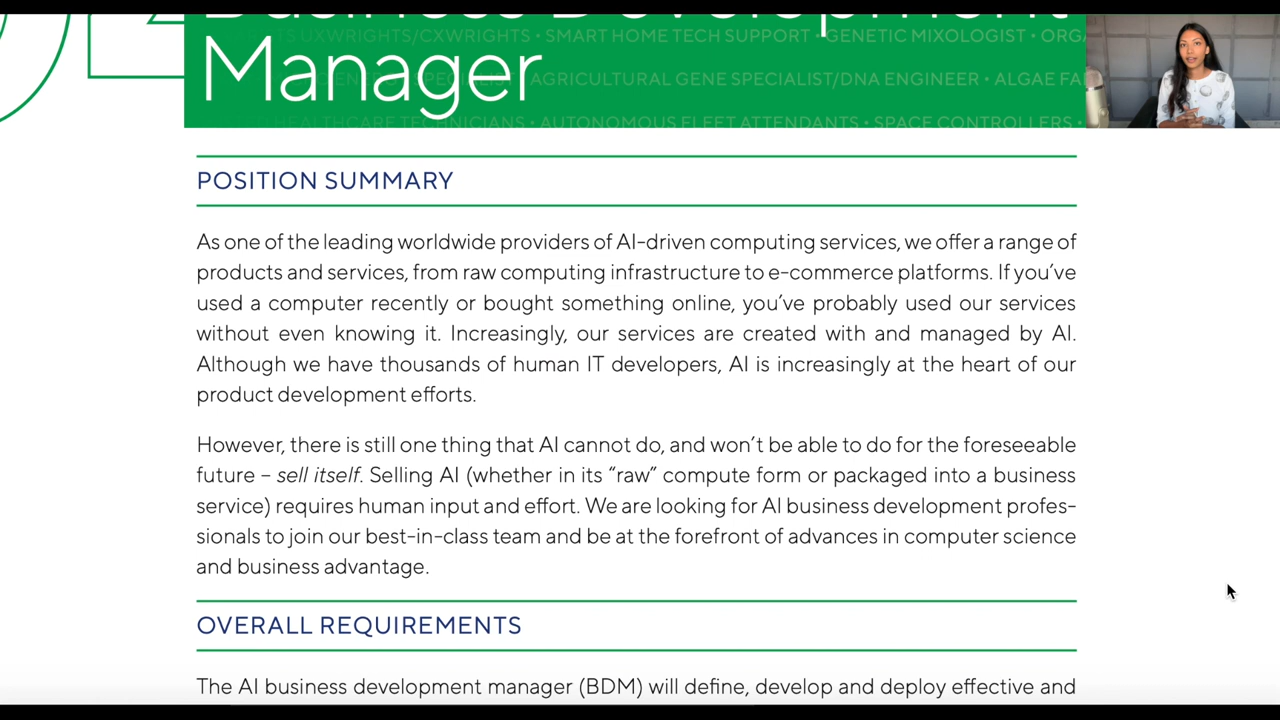 Business Development
TS UXWRIGHTS/CXWRIGHTS • SMART HOME TECH SUPPORT • GENETIC MIXOLOGIST • ORGA
Manager
AGRICULTURAL GENE SPECIALIST/DNA ENGINEER • ALGAE FA
HEALTHCARE TECHNICIANS • AUTONOMOUS FLEET ATTENDANTS • SPACE CONTROLLERS •
POSITION SUMMARY
As one of the leading worldwide providers of AI-driven computing services, we offer a range of
products and services, from raw computing infrastructure to e-commerce platforms. If you've
used a computer recently or bought something online, you've probably used our services
without even knowing it. Increasingly, our services are created with and managed by AI.
Although we have thousands of human IT developers, AI is increasingly at the heart of our
product development efforts.
However, there is still one thing that AI cannot do, and won't be able to do for the foreseeable
future – sell itself. Selling AI (whether in its "raw" compute form or packaged into a business
service) requires human input and effort. We are looking for AI business development profes-
sionals to join our best-in-class team and be at the forefront of advances in computer science
and business advantage.
OVERALL REQUIREMENTS
The AI business development manager (BDM) will define, develop and deploy effective and